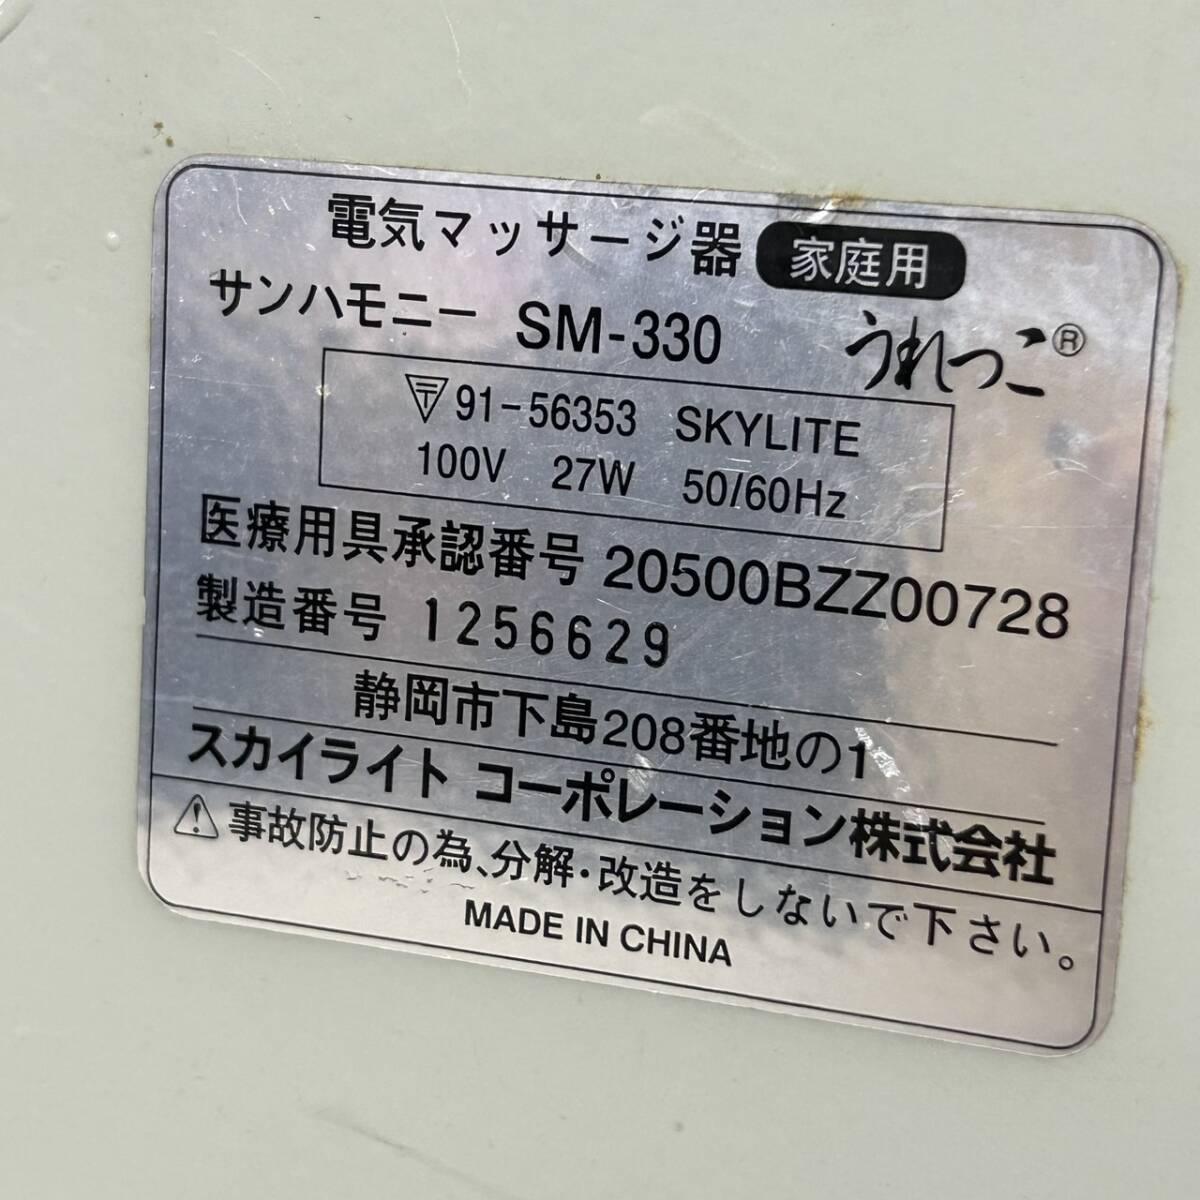 電気マッサージ器 家庭用
サンハモニー SM-330 うれっこ®
〒 91-56353 SKYLITE
100V 27W 50/60Hz
医療用具承認番号 20500BZZ00728
製造番号 1256629
静岡市下島208番地の1
スカイライト コーポレーション株式会社
⚠事故防止の為、分解・改造をしないで下さい。
MADE IN CHINA